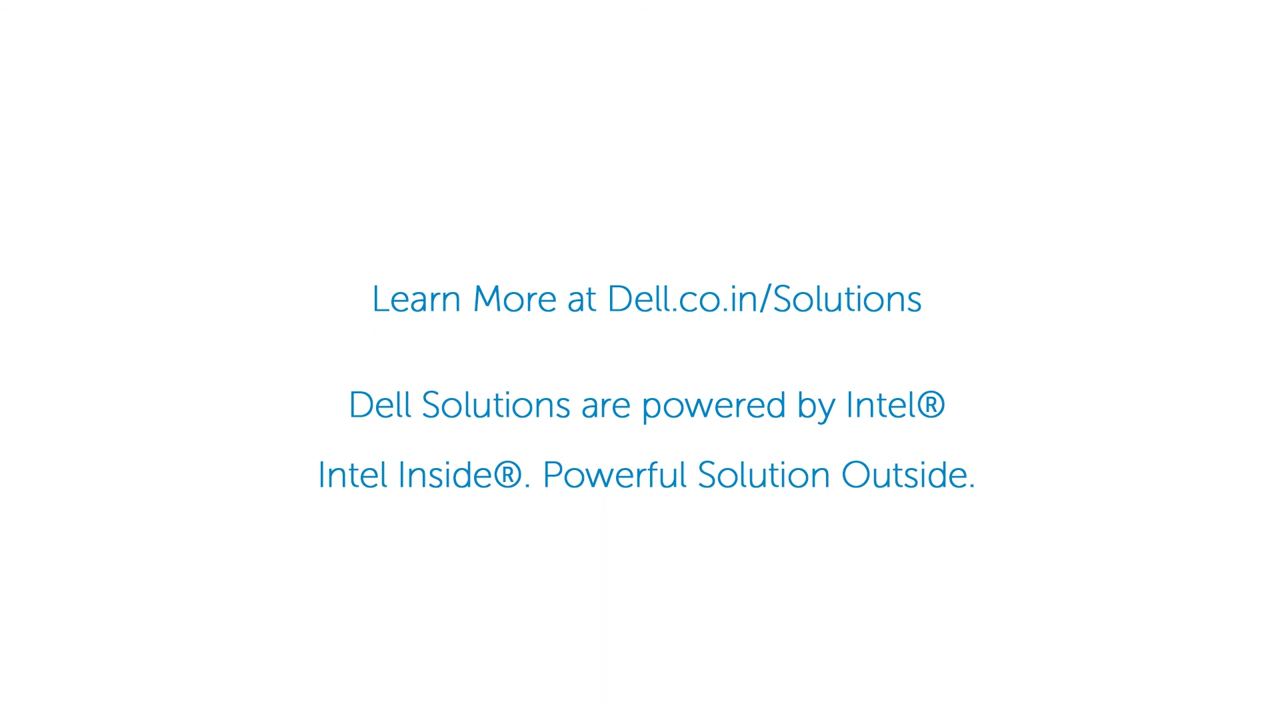 Learn More at Dell.co.in/Solutions
Dell Solutions are powered by Intel®
Intel Inside®. Powerful Solution Outside.